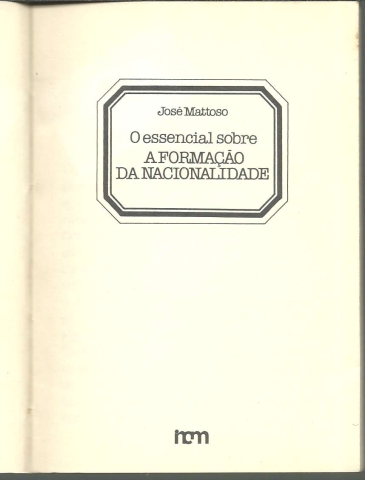 José Mattoso
O essencial sobre
A FORMAÇÃO
DA NACIONALIDADE
incm